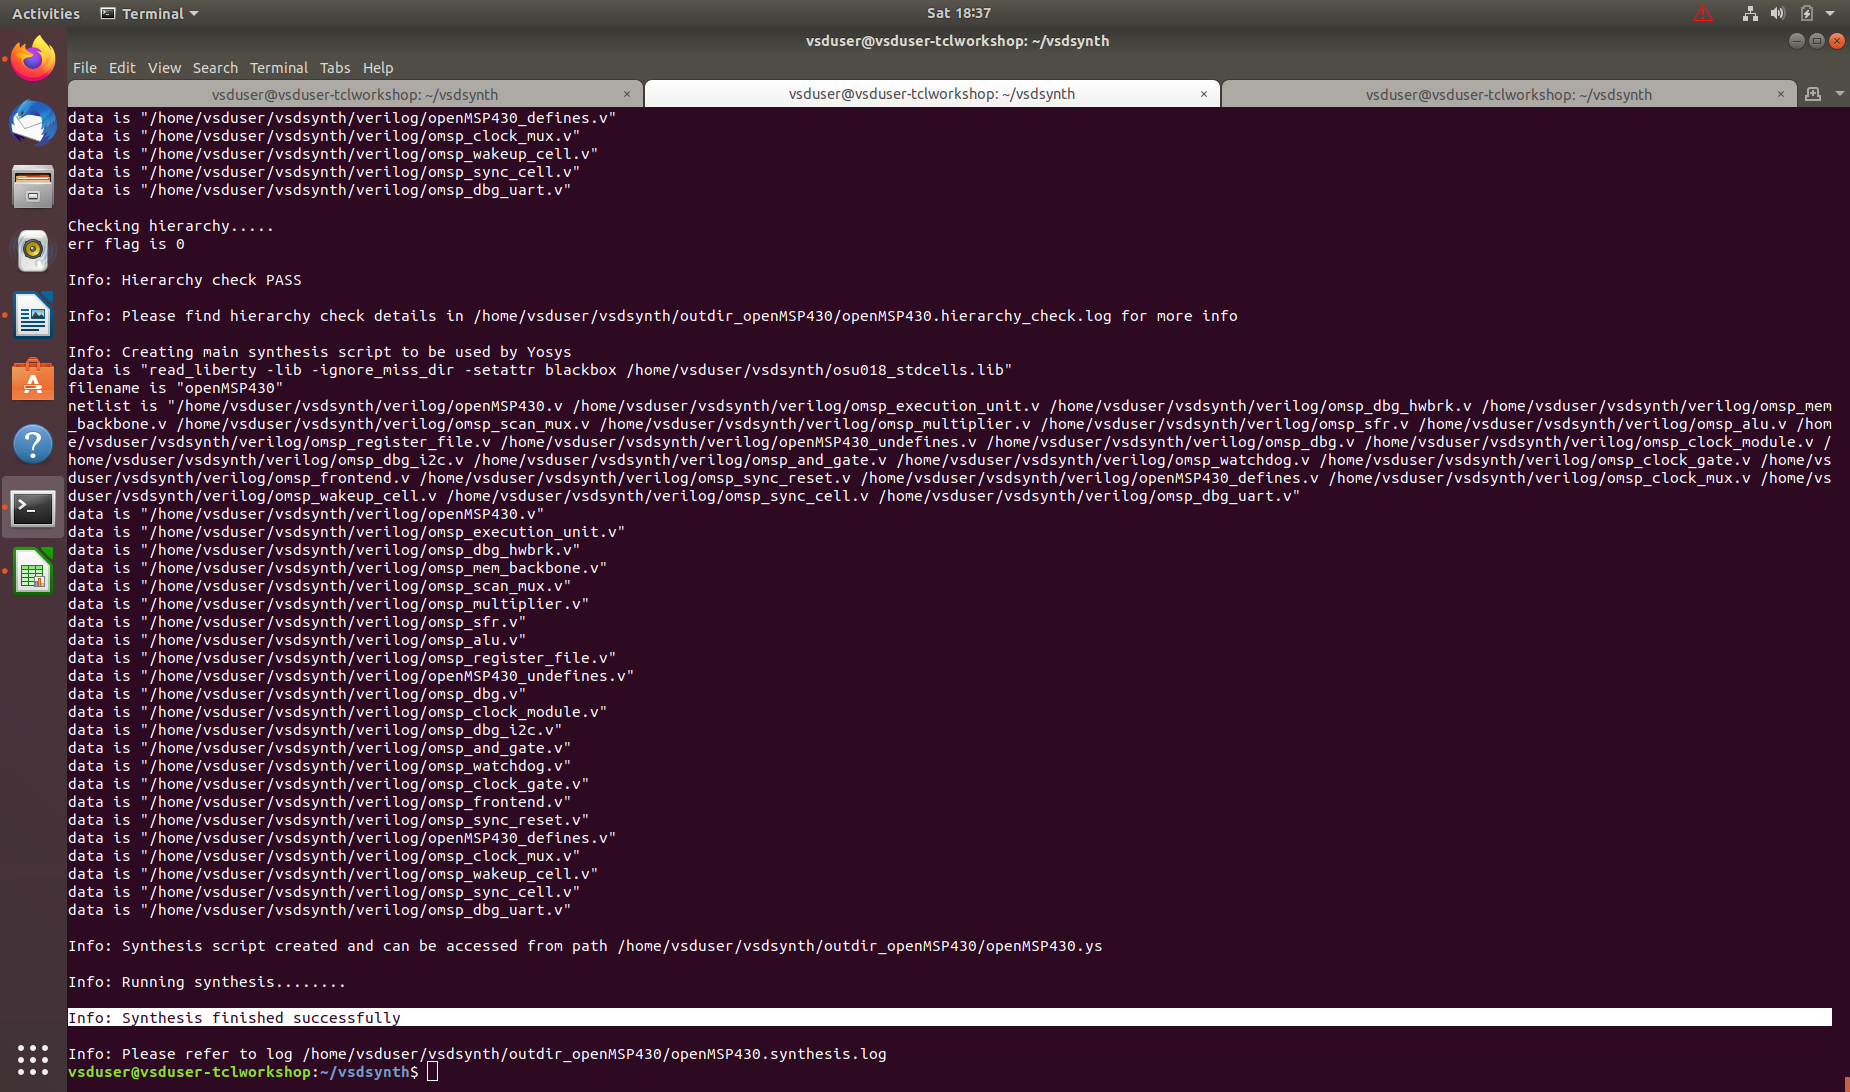 Activities Terminal Sat 18:37
vsduser@vsduser-tclworkshop: ~/vsdsynth
File Edit View Search Terminal Tabs Help
vsduser@vsduser-tclworkshop: ~/vsdsynth × vsduser@vsduser-tclworkshop: ~/vsdsynth × vsduser@vsduser-tclworkshop: ~/vsdsynth ×
data is "/home/vsduser/vsdsynth/verilog/openMSP430_defines.v"
data is "/home/vsduser/vsdsynth/verilog/omsp_clock_mux.v"
data is "/home/vsduser/vsdsynth/verilog/omsp_wakeup_cell.v"
data is "/home/vsduser/vsdsynth/verilog/omsp_sync_cell.v"
data is "/home/vsduser/vsdsynth/verilog/omsp_dbg_uart.v"
Checking hierarchy.....
err flag is 0
Info: Hierarchy check PASS
Info: Please find hierarchy check details in /home/vsduser/vsdsynth/outdir_openMSP430/openMSP430.hierarchy_check.log for more info
Info: Creating main synthesis script to be used by Yosys
data is "read_liberty -lib -ignore_miss_dir -setattr blackbox /home/vsduser/vsdsynth/osu018_stdcells.lib"
filename is "openMSP430"
netlist is "/home/vsduser/vsdsynth/verilog/openMSP430.v /home/vsduser/vsdsynth/verilog/omsp_execution_unit.v /home/vsduser/vsdsynth/verilog/omsp_dbg_hwbrk.v /home/vsduser/vsdsynth/verilog/omsp_mem
_backbone.v /home/vsduser/vsdsynth/verilog/omsp_scan_mux.v /home/vsduser/vsdsynth/verilog/omsp_multiplier.v /home/vsduser/vsdsynth/verilog/omsp_sfr.v /home/vsduser/vsdsynth/verilog/omsp_alu.v /hom
e/vsduser/vsdsynth/verilog/omsp_register_file.v /home/vsduser/vsdsynth/verilog/openMSP430_undefines.v /home/vsduser/vsdsynth/verilog/omsp_dbg.v /home/vsduser/vsdsynth/verilog/omsp_clock_module.v /
home/vsduser/vsdsynth/verilog/omsp_dbg_i2c.v /home/vsduser/vsdsynth/verilog/omsp_and_gate.v /home/vsduser/vsdsynth/verilog/omsp_watchdog.v /home/vsduser/vsdsynth/verilog/omsp_clock_gate.v /home/vs
duser/vsdsynth/verilog/omsp_frontend.v /home/vsduser/vsdsynth/verilog/omsp_sync_reset.v /home/vsduser/vsdsynth/verilog/openMSP430_defines.v /home/vsduser/vsdsynth/verilog/omsp_clock_mux.v /home/vs
duser/vsdsynth/verilog/omsp_wakeup_cell.v /home/vsduser/vsdsynth/verilog/omsp_sync_cell.v /home/vsduser/vsdsynth/verilog/omsp_dbg_uart.v"
data is "/home/vsduser/vsdsynth/verilog/openMSP430.v"
data is "/home/vsduser/vsdsynth/verilog/omsp_execution_unit.v"
data is "/home/vsduser/vsdsynth/verilog/omsp_dbg_hwbrk.v"
data is "/home/vsduser/vsdsynth/verilog/omsp_mem_backbone.v"
data is "/home/vsduser/vsdsynth/verilog/omsp_scan_mux.v"
data is "/home/vsduser/vsdsynth/verilog/omsp_multiplier.v"
data is "/home/vsduser/vsdsynth/verilog/omsp_sfr.v"
data is "/home/vsduser/vsdsynth/verilog/omsp_alu.v"
data is "/home/vsduser/vsdsynth/verilog/omsp_register_file.v"
data is "/home/vsduser/vsdsynth/verilog/openMSP430_undefines.v"
data is "/home/vsduser/vsdsynth/verilog/omsp_dbg.v"
data is "/home/vsduser/vsdsynth/verilog/omsp_clock_module.v"
data is "/home/vsduser/vsdsynth/verilog/omsp_dbg_i2c.v"
data is "/home/vsduser/vsdsynth/verilog/omsp_and_gate.v"
data is "/home/vsduser/vsdsynth/verilog/omsp_watchdog.v"
data is "/home/vsduser/vsdsynth/verilog/omsp_clock_gate.v"
data is "/home/vsduser/vsdsynth/verilog/omsp_frontend.v"
data is "/home/vsduser/vsdsynth/verilog/omsp_sync_reset.v"
data is "/home/vsduser/vsdsynth/verilog/openMSP430_defines.v"
data is "/home/vsduser/vsdsynth/verilog/omsp_clock_mux.v"
data is "/home/vsduser/vsdsynth/verilog/omsp_wakeup_cell.v"
data is "/home/vsduser/vsdsynth/verilog/omsp_sync_cell.v"
data is "/home/vsduser/vsdsynth/verilog/omsp_dbg_uart.v"
Info: Synthesis script created and can be accessed from path /home/vsduser/vsdsynth/outdir_openMSP430/openMSP430.ys
Info: Running synthesis........
Info: Synthesis finished successfully
Info: Please refer to log /home/vsduser/vsdsynth/outdir_openMSP430/openMSP430.synthesis.log
vsduser@vsduser-tclworkshop:~/vsdsynth$